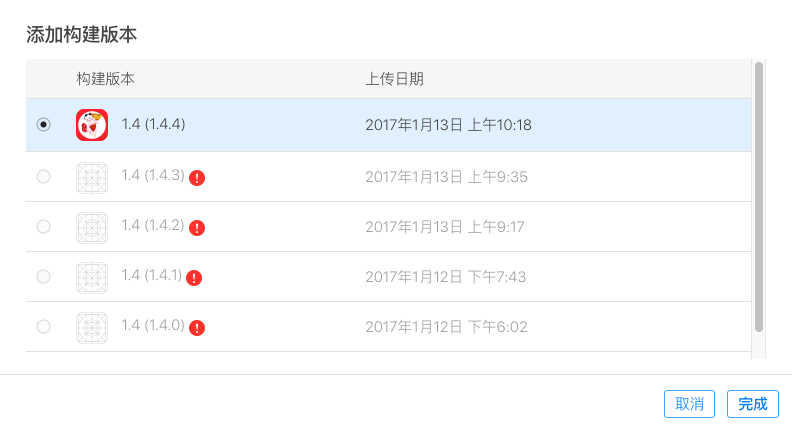 添加构建版本
构建版本 上传日期
1.4 (1.4.4) 2017年1月13日 上午10:18
1.4 (1.4.3) ! 2017年1月13日 上午9:35
1.4 (1.4.2) ! 2017年1月13日 上午9:17
1.4 (1.4.1) ! 2017年1月12日 下午7:43
1.4 (1.4.0) ! 2017年1月12日 下午6:02
取消 完成